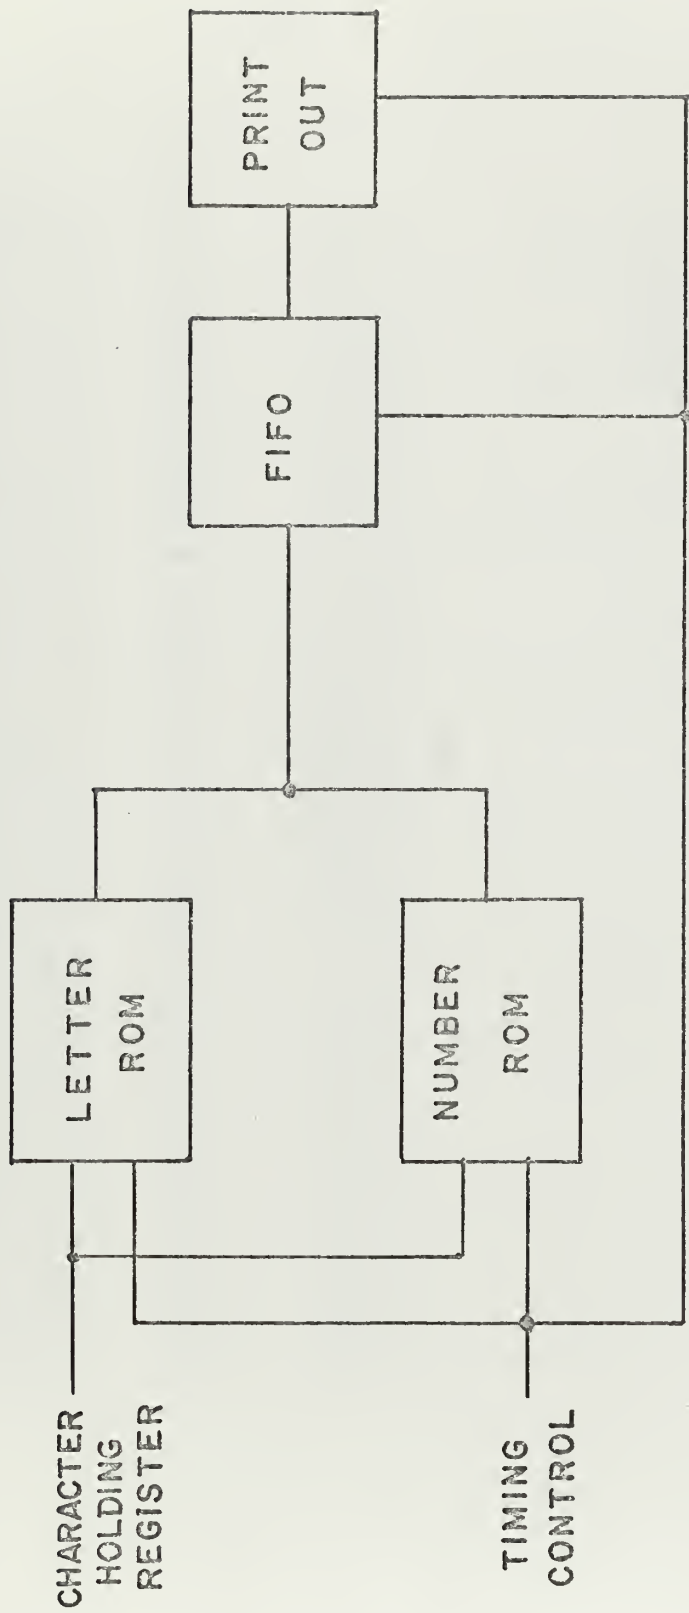 CHARACTER
HOLDING
REGISTER
TIMING
CONTROL
LETTER
ROM
NUMBER
ROM
FIFO
PRINT
OUT